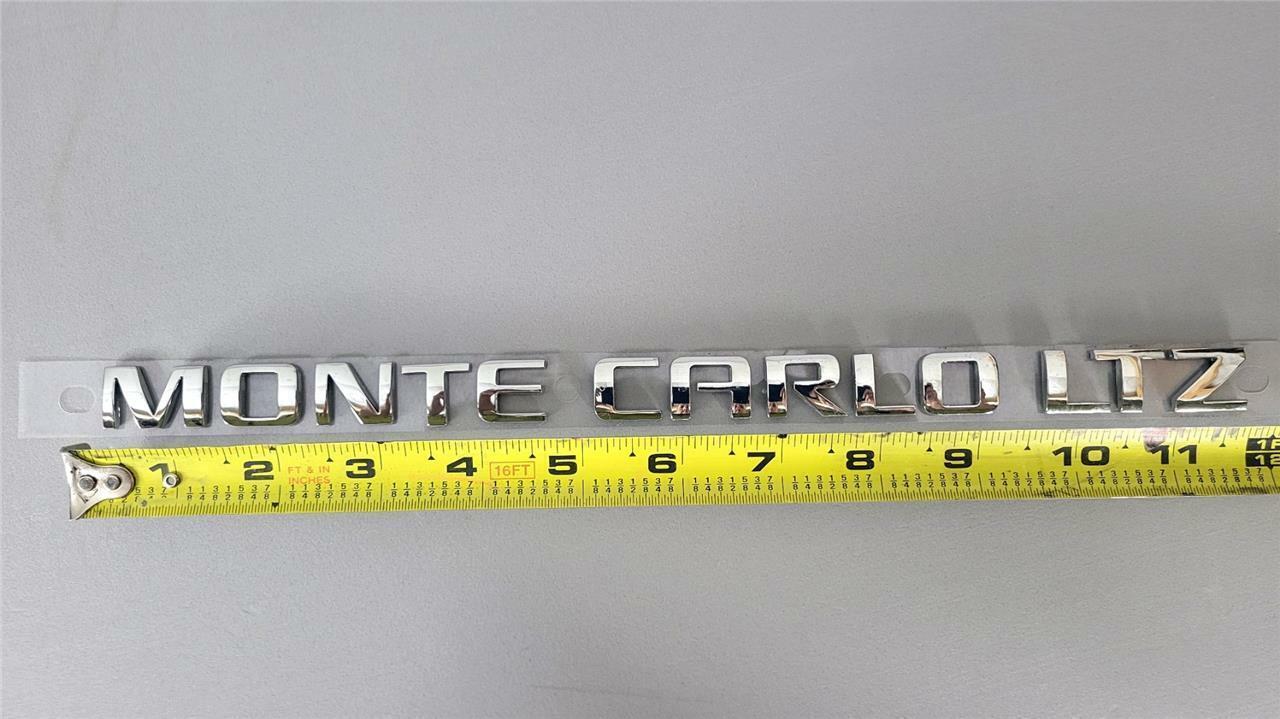 MONTE CARLO LTZ
1 2 FT & IN INCHES 3 4 16FT 5 6 7 8 9 10 11